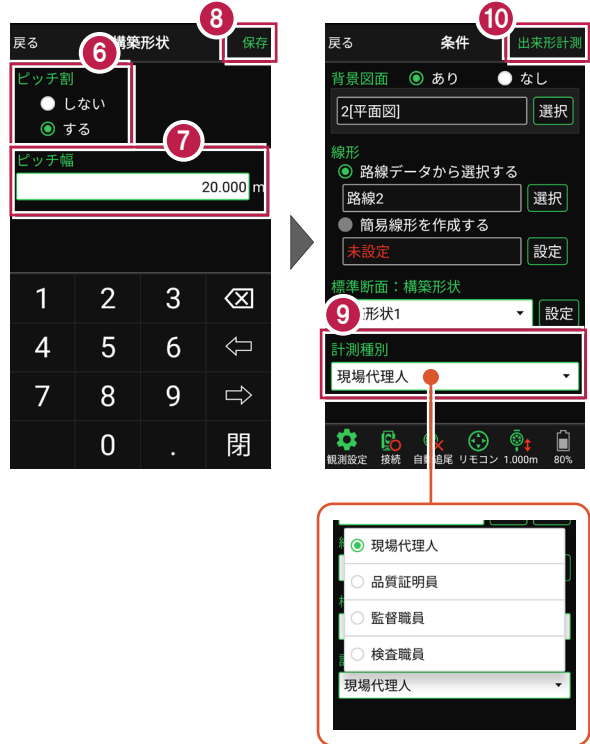 8
戻る
構築形状
保存
6
ピッチ割
しない
する
7
ピッチ幅
20.000 m
1 2 3
4 5 6
7 8 9
0 . 閉
10
戻る
条件
出来形計測
背景図面 あり なし
2[平面図] 選択
線形
路線データから選択する
路線2 選択
簡易線形を作成する
未設定 設定
標準断面：構築形状
9
形状1 設定
計測種別
現場代理人
観測設定 接続 自動追尾 リモコン 1.000m 80%
現場代理人
品質証明員
監督職員
検査職員
現場代理人